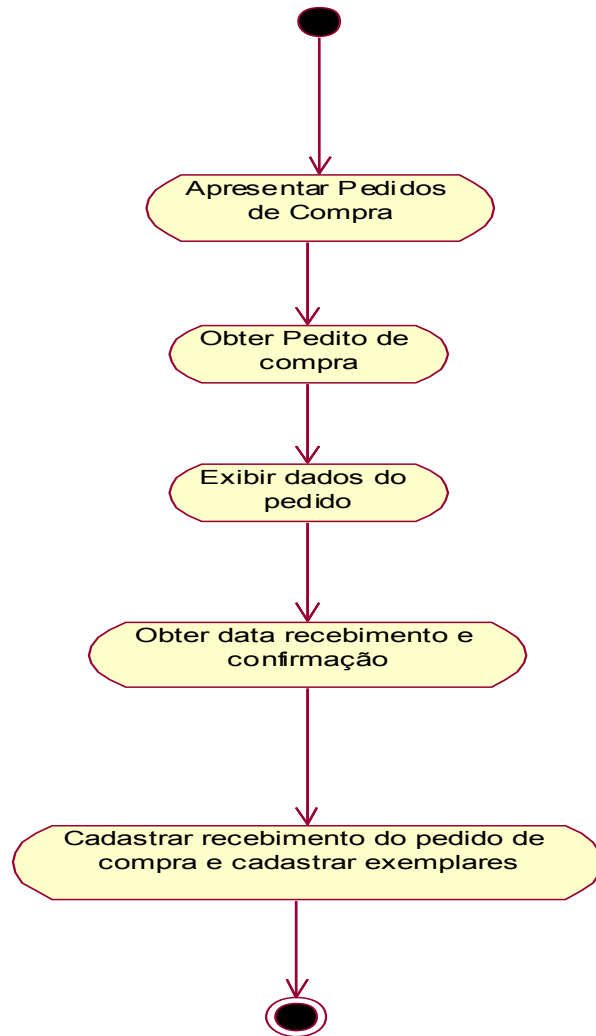 Apresentar Pedidos
de Compra
Obter Pedito de
compra
Exibir dados do
pedido
Obter data recebimento e
confirmação
Cadastrar recebimento do pedido de
compra e cadastrar exemplares